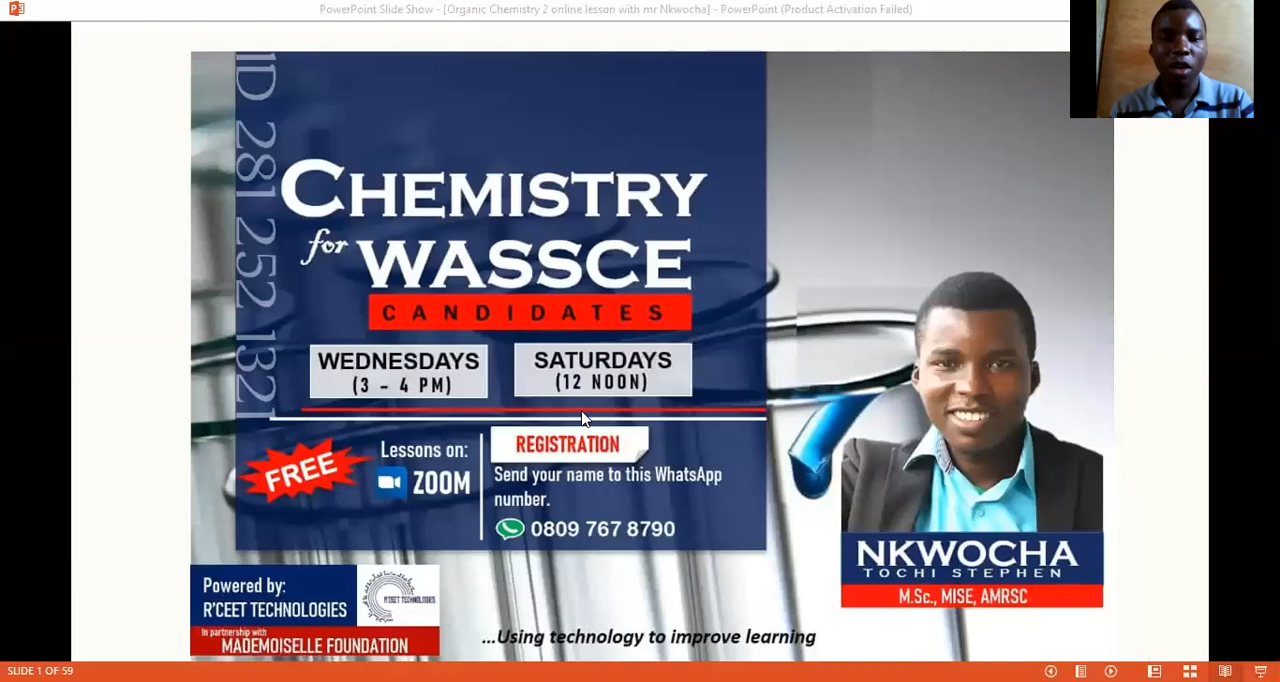 PowerPoint Slide Show - [Organic Chemistry 2 online lesson with mr Nkwocha] - PowerPoint (Product Activation Failed)
ID 281 252 1321
CHEMISTRY
for WASSCE
CANDIDATES
WEDNESDAYS
(3 - 4 PM)
SATURDAYS
(12 NOON)
FREE
Lessons on:
ZOOM
REGISTRATION
Send your name to this WhatsApp
number.
0809 767 8790
NKWOCHA
TOCHI STEPHEN
M.Sc., MISE, AMRSC
Powered by:
R'CEET TECHNOLOGIES
R'CEET TECHNOLOGIES
In partnership with
MADEMOISELLE FOUNDATION
...Using technology to improve learning
SLIDE 1 OF 59